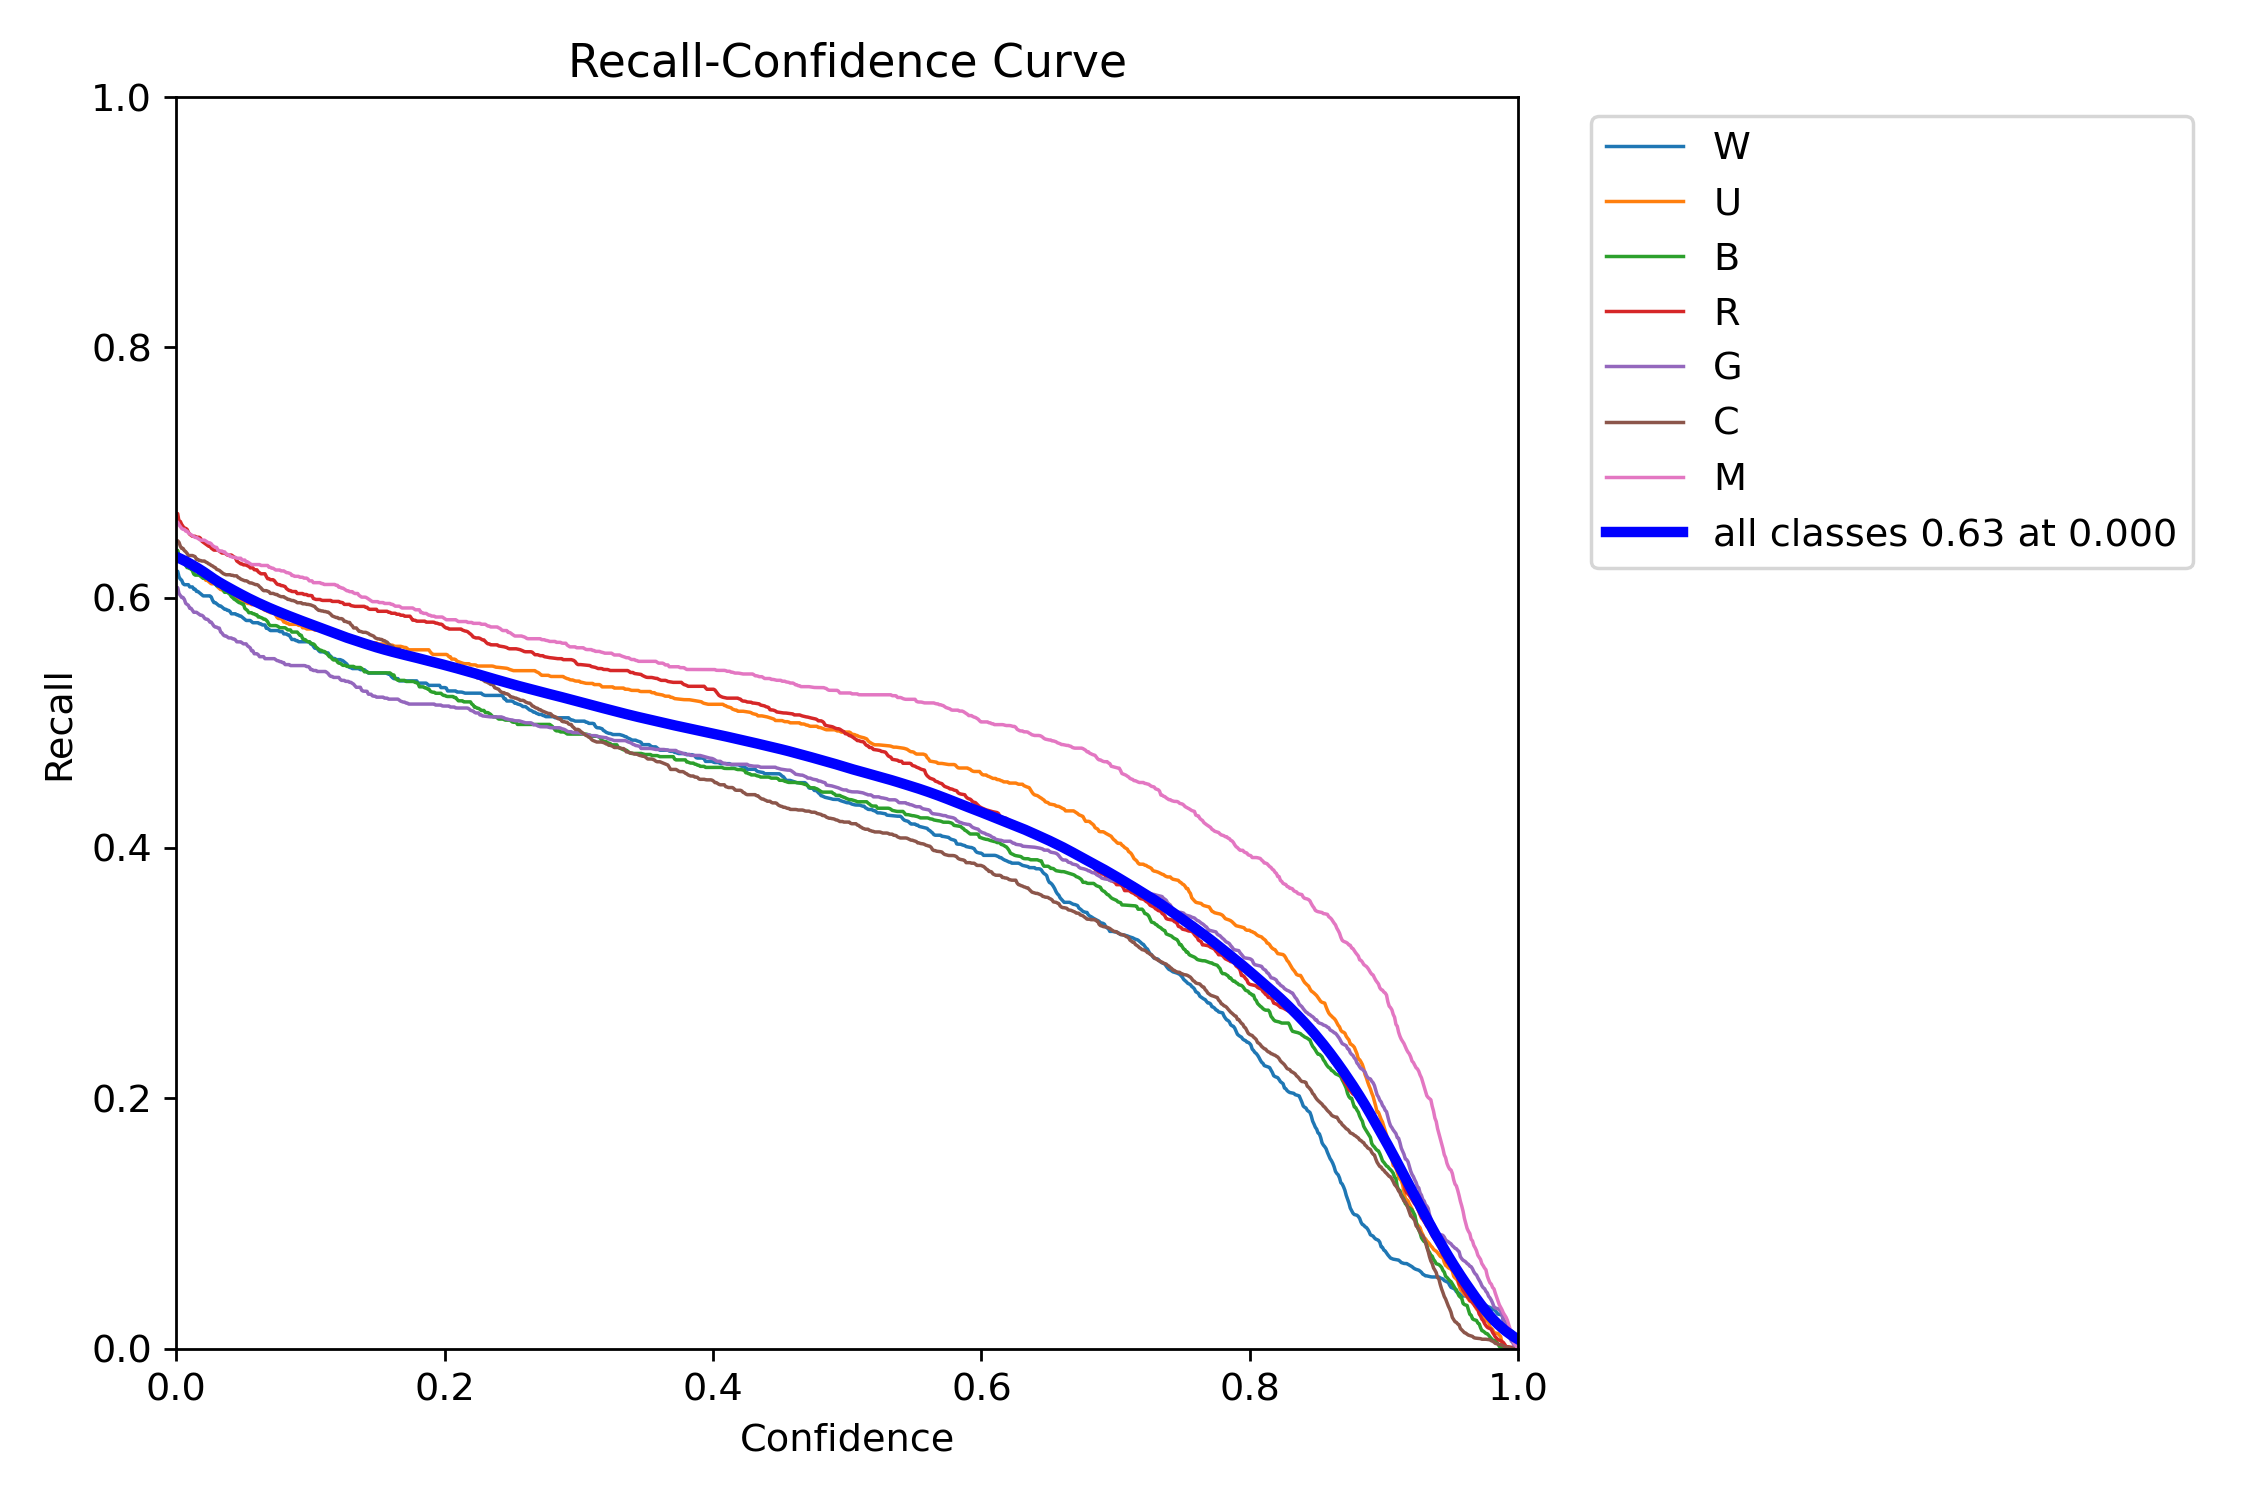 Recall-Confidence Curve
1.0
0.8
0.6
0.4
0.2
0.0
Recall
0.0 0.2 0.4 0.6 0.8 1.0
Confidence
W
U
B
R
G
C
M
all classes 0.63 at 0.000